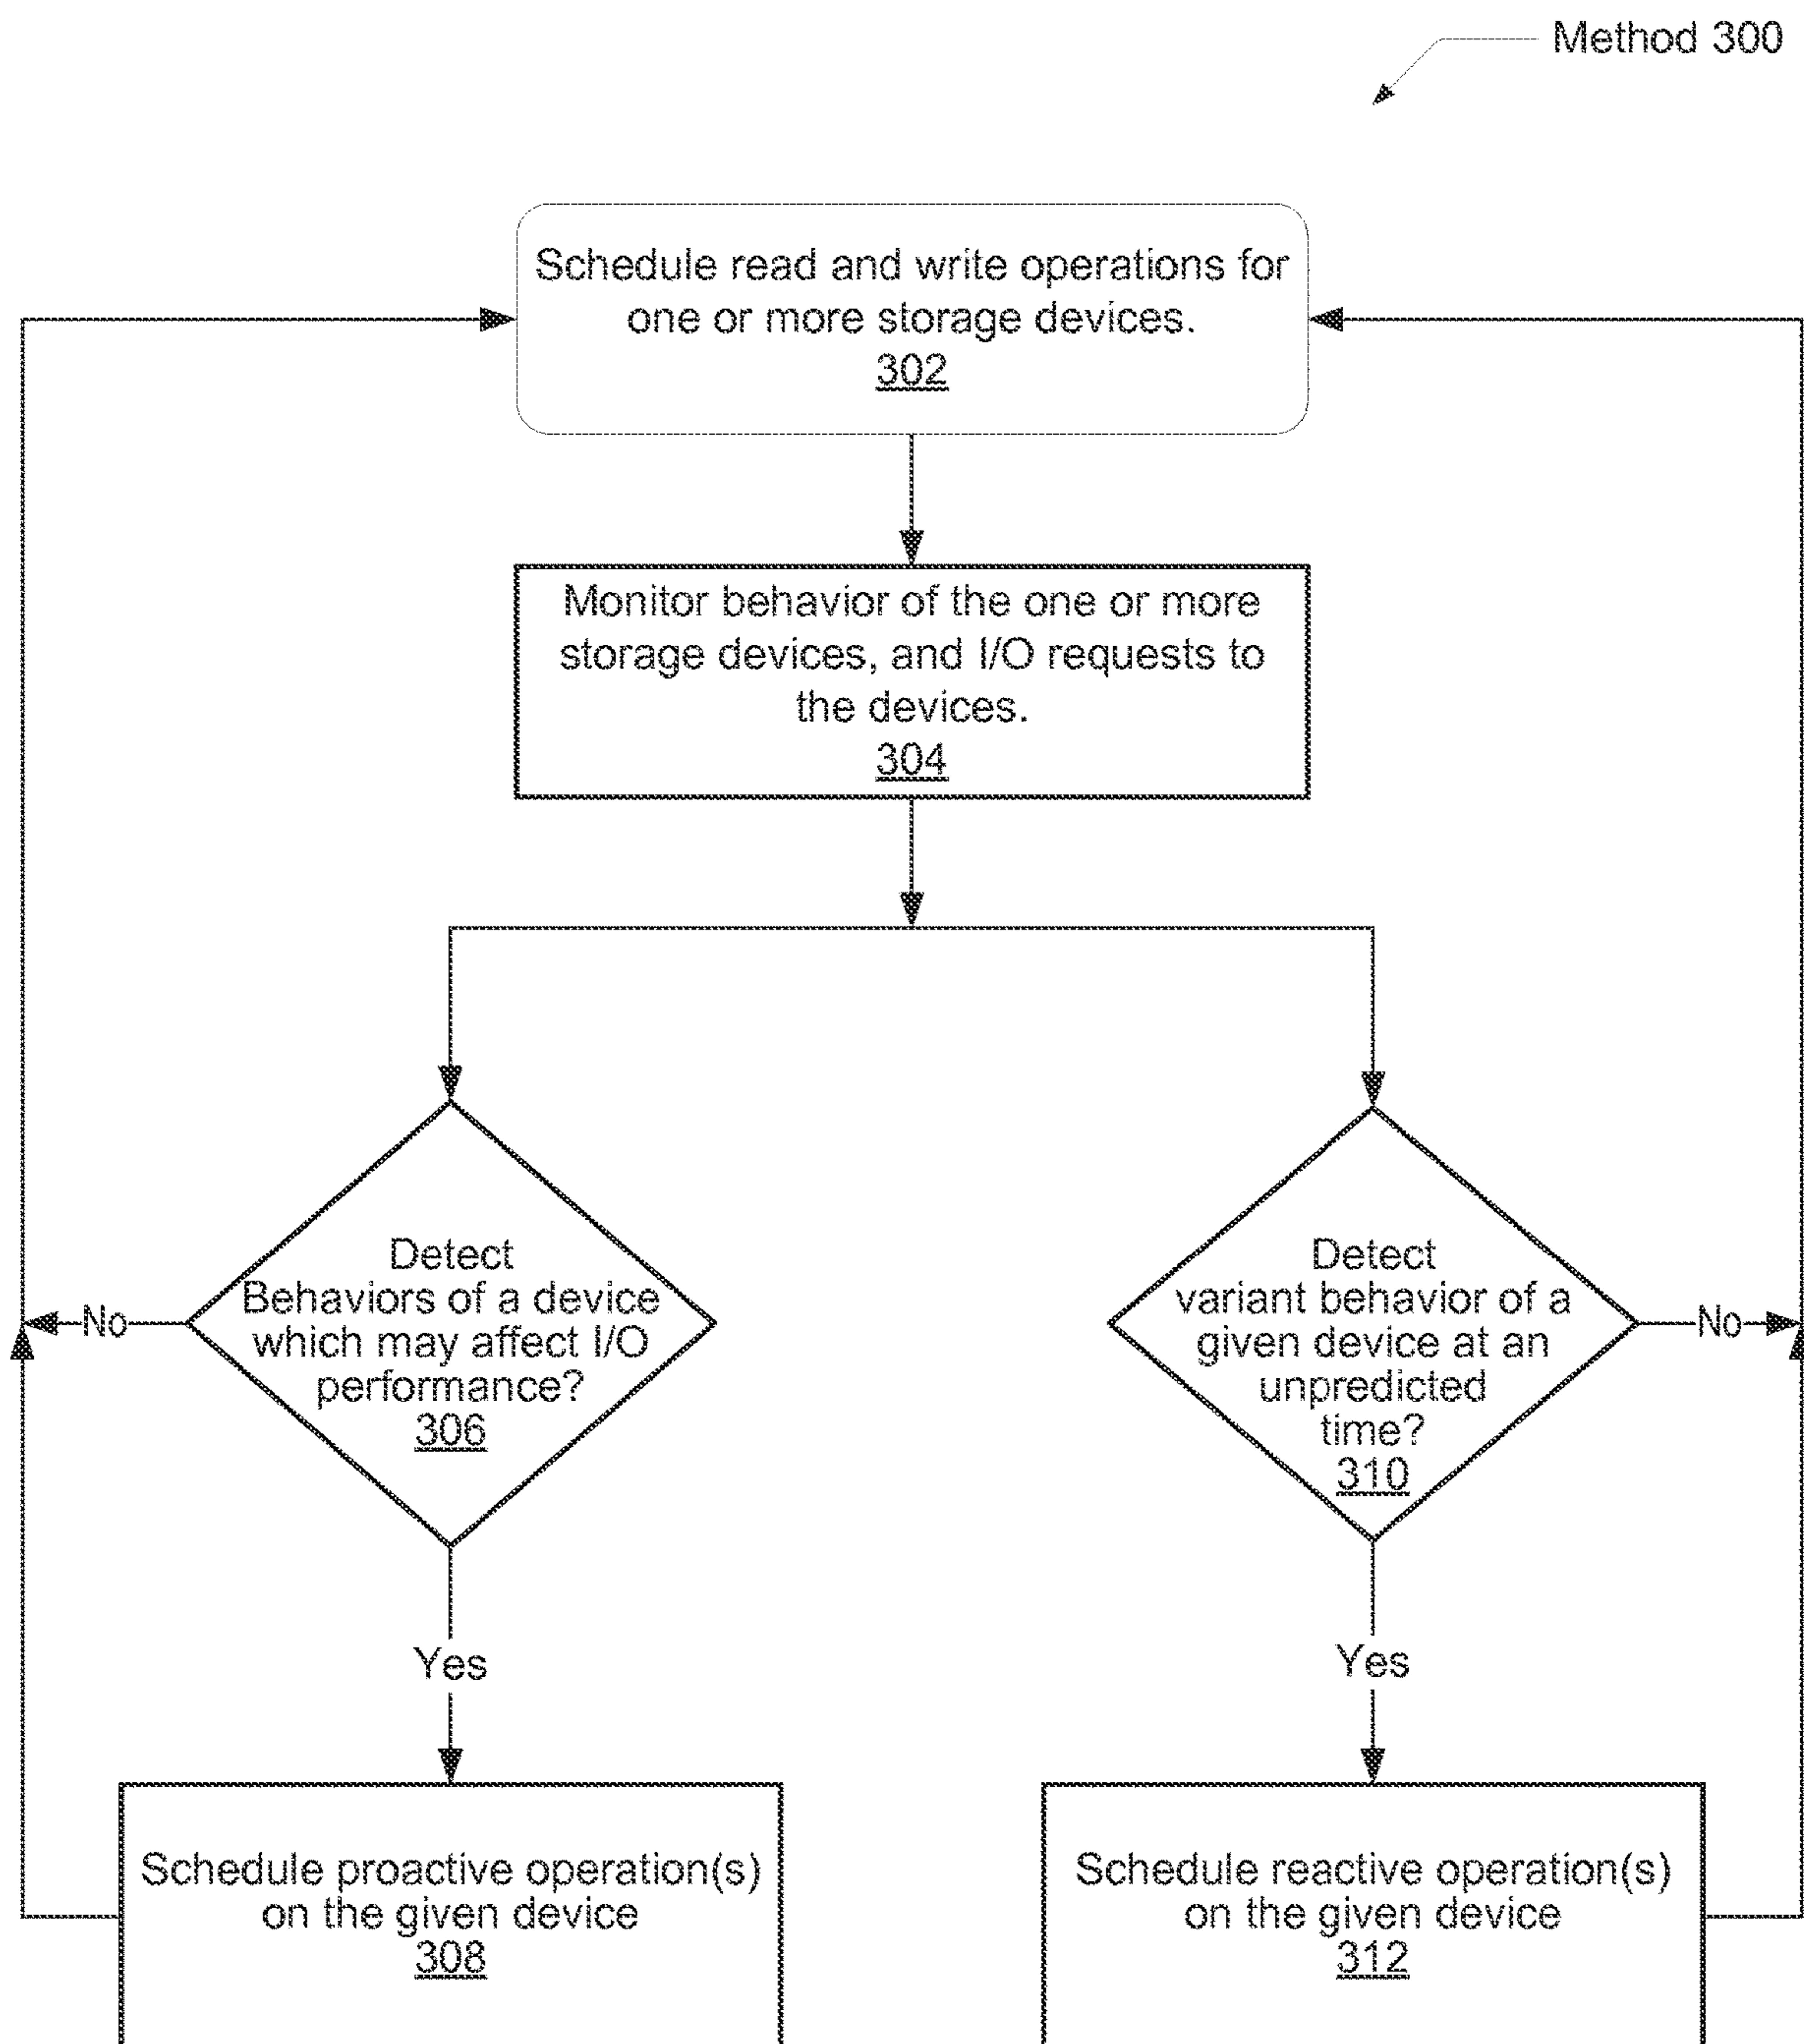 Method 300
Schedule read and write operations for
one or more storage devices.
302
Monitor behavior of the one or more
storage devices, and I/O requests to
the devices.
304
Detect
Behaviors of a device
which may affect I/O
performance?
306
No
Yes
Detect
variant behavior of a
given device at an
unpredicted
time?
310
No
Yes
Schedule proactive operation(s)
on the given device
308
Schedule reactive operation(s)
on the given device
312